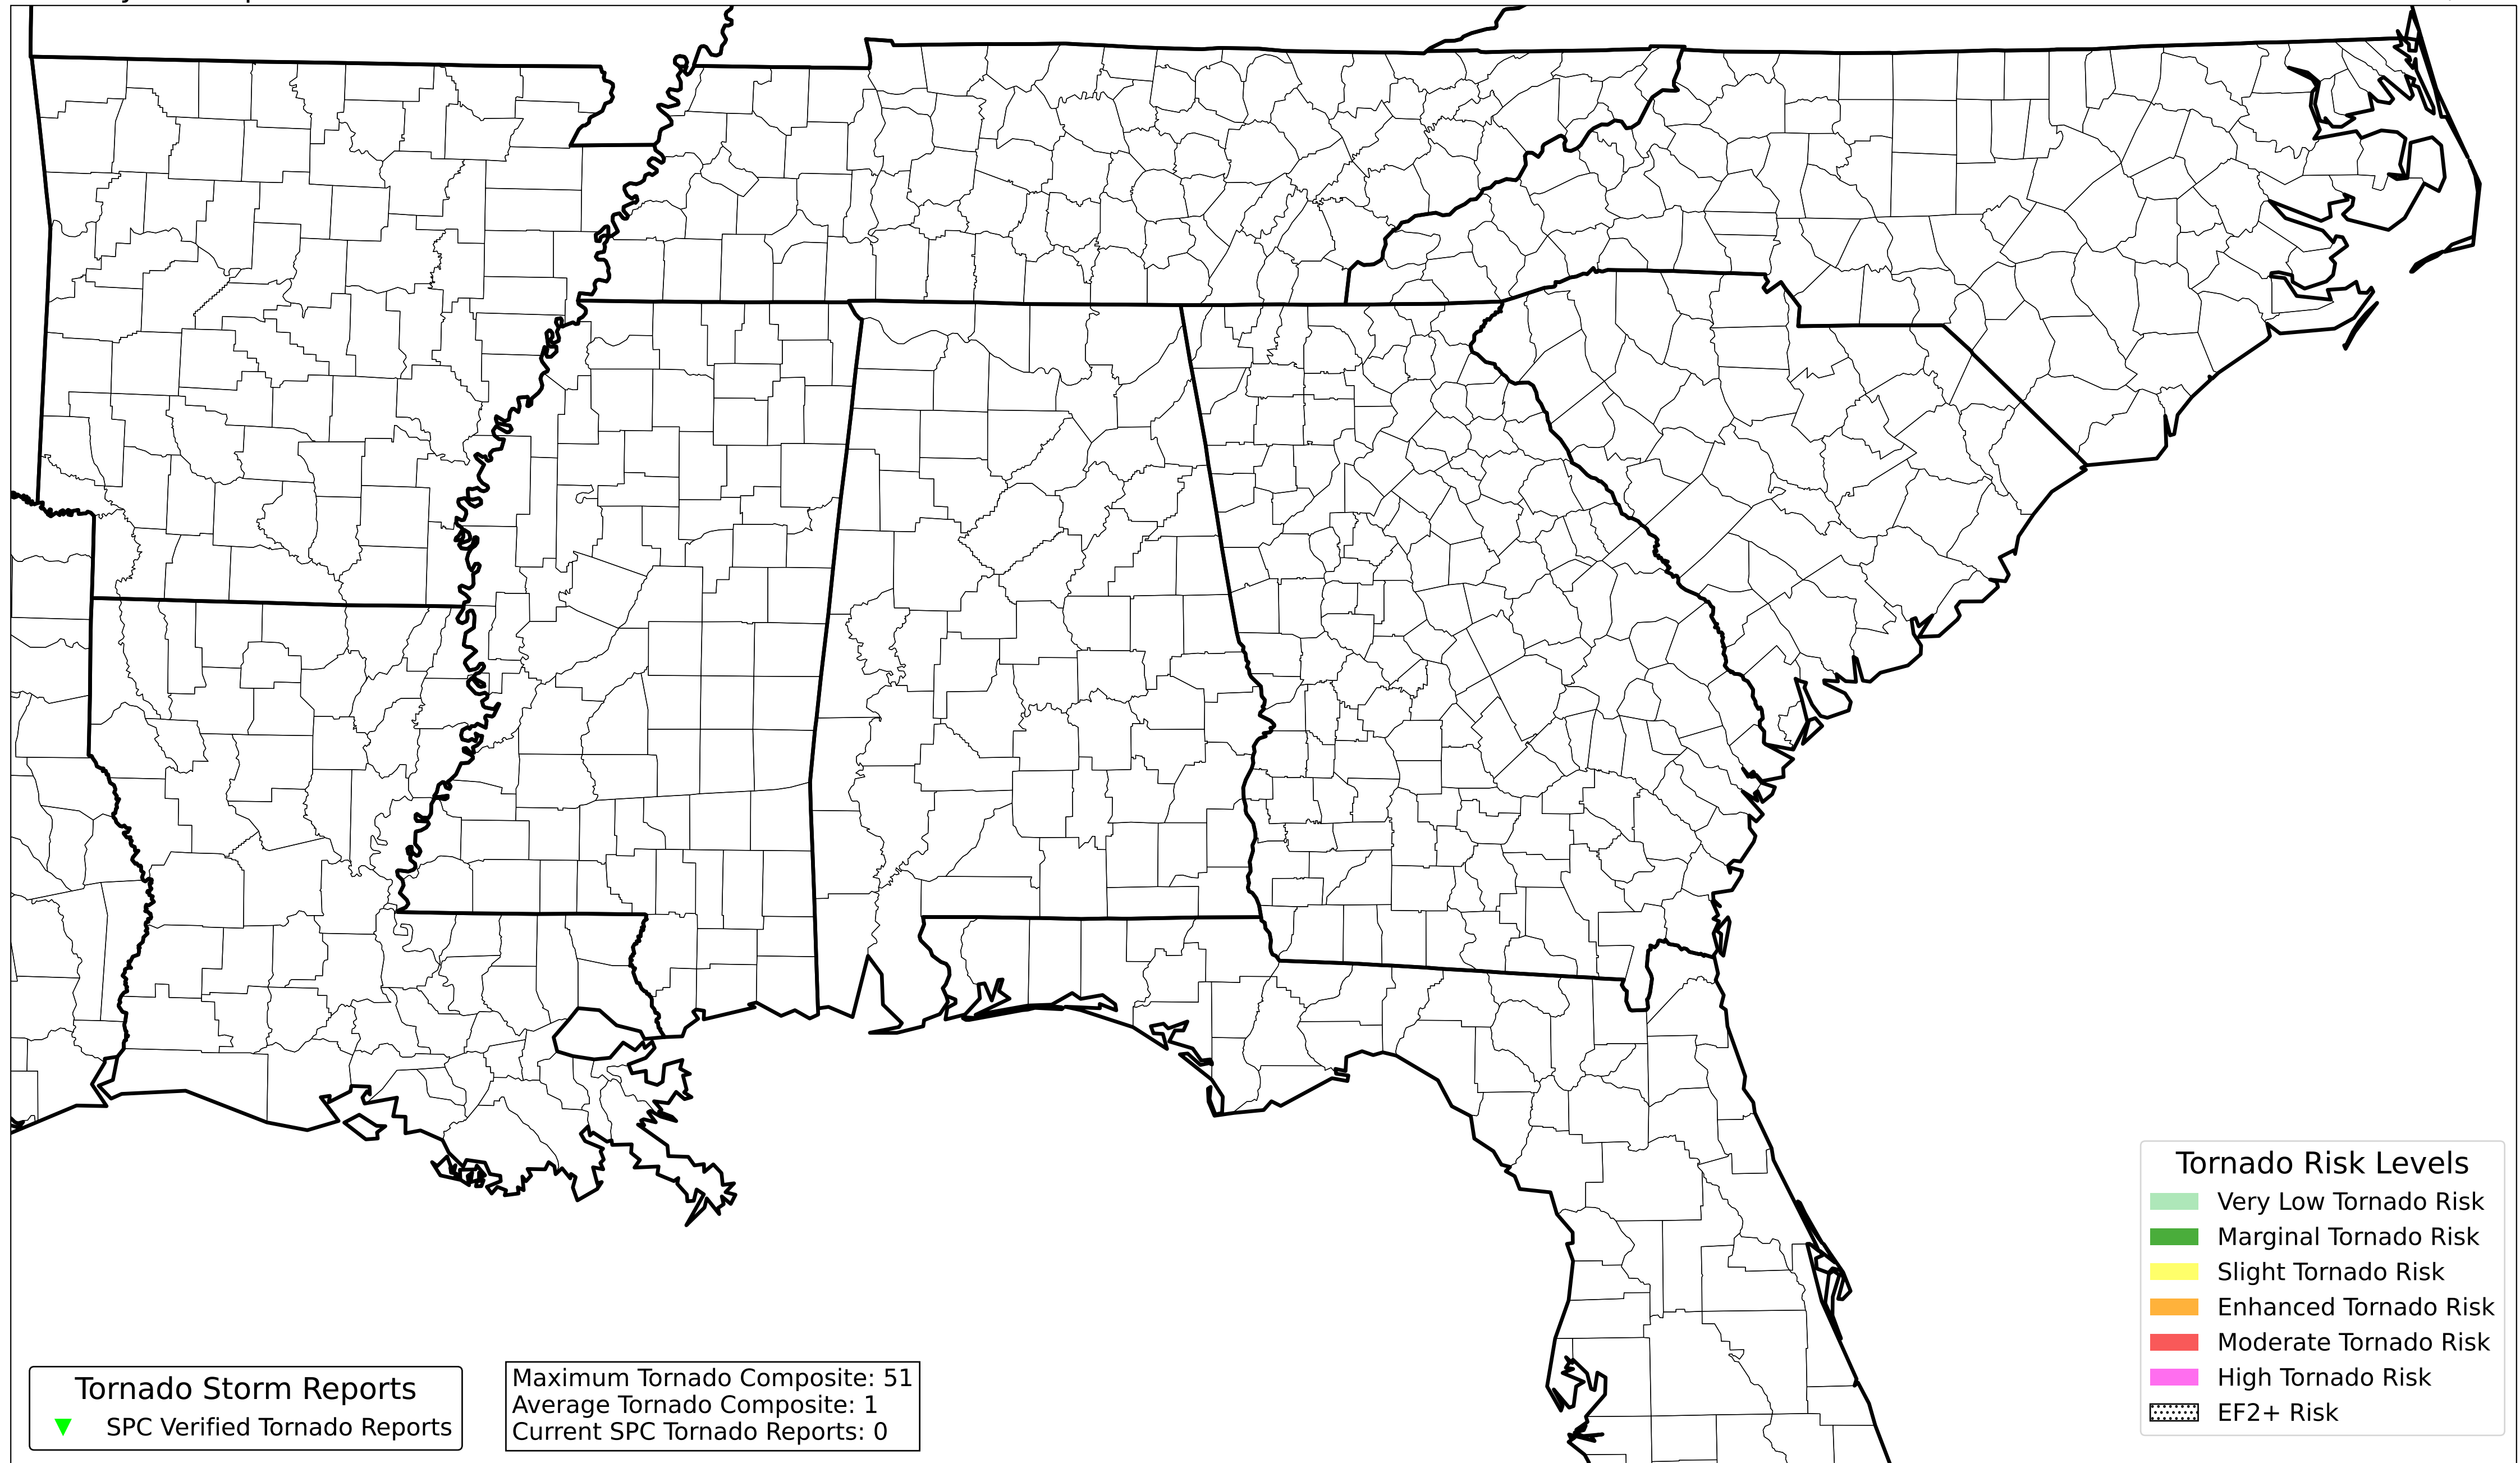 Tornado Risk Levels
Very Low Tornado Risk
Marginal Tornado Risk
Slight Tornado Risk
Enhanced Tornado Risk
Moderate Tornado Risk
High Tornado Risk
EF2+ Risk
Tornado Storm Reports
SPC Verified Tornado Reports
Maximum Tornado Composite: 51
Average Tornado Composite: 1
Current SPC Tornado Reports: 0